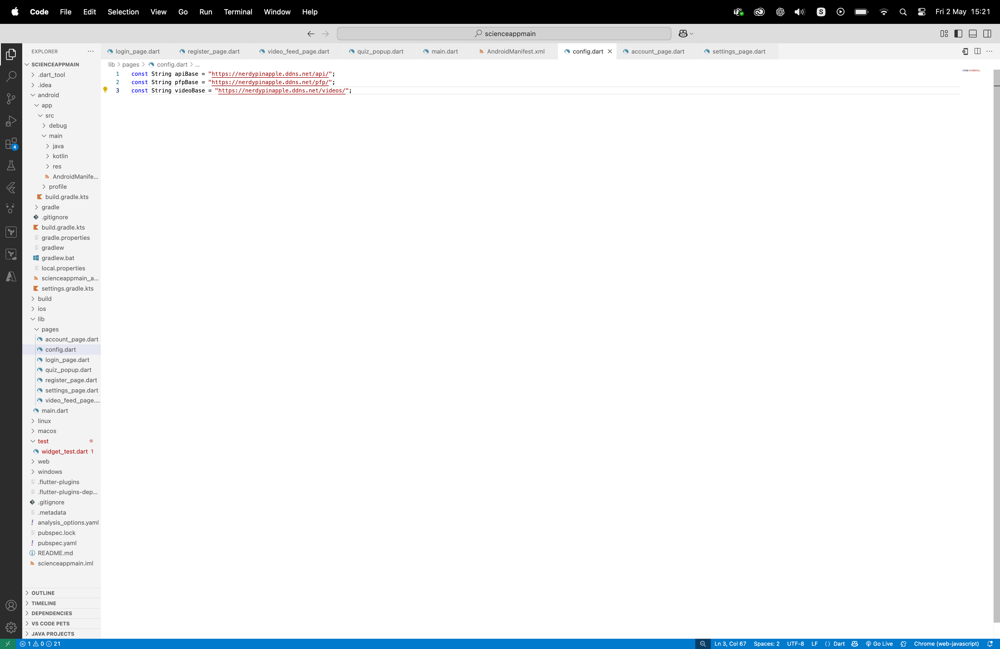 Code File Edit Selection View Go Run Terminal Window Help
S
Fri 2 May 15:21
scienceappmain
EXPLORER
login_page.dart
register_page.dart
video_feed_page.dart
quiz_popup.dart
main.dart
AndroidManifest.xml
config.dart
account_page.dart
settings_page.dart
lib > pages > config.dart > ...
1 const String apiBase = "https://nerdypinapple.ddns.net/api/";
2 const String pfpBase = "https://nerdypinapple.ddns.net/pfp/";
3 const String videoBase = "https://nerdypinapple.ddns.net/videos/";
SCIENCEAPPMAIN
.dart_tool
.idea
android
app
src
debug
main
4
java
kotlin
res
AndroidManife...
profile
build.gradle.kts
gradle
.gitignore
build.gradle.kts
gradle.properties
gradlew
gradlew.bat
local.properties
scienceappmain_a...
settings.gradle.kts
build
ios
lib
pages
account_page.dart
config.dart
login_page.dart
quiz_popup.dart
register_page.dart
settings_page.dart
video_feed_page....
main.dart
linux
macos
test
widget_test.dart 1
web
windows
.flutter-plugins
.flutter-plugins-dep...
.gitignore
.metadata
analysis_options.yaml
pubspec.lock
pubspec.yaml
README.md
scienceappmain.iml
OUTLINE
TIMELINE
DEPENDENCIES
VS CODE PETS
JAVA PROJECTS
1 0 21
Ln 3, Col 67 Spaces: 2 UTF-8 LF {} Dart Go Live Chrome (web-javascript)